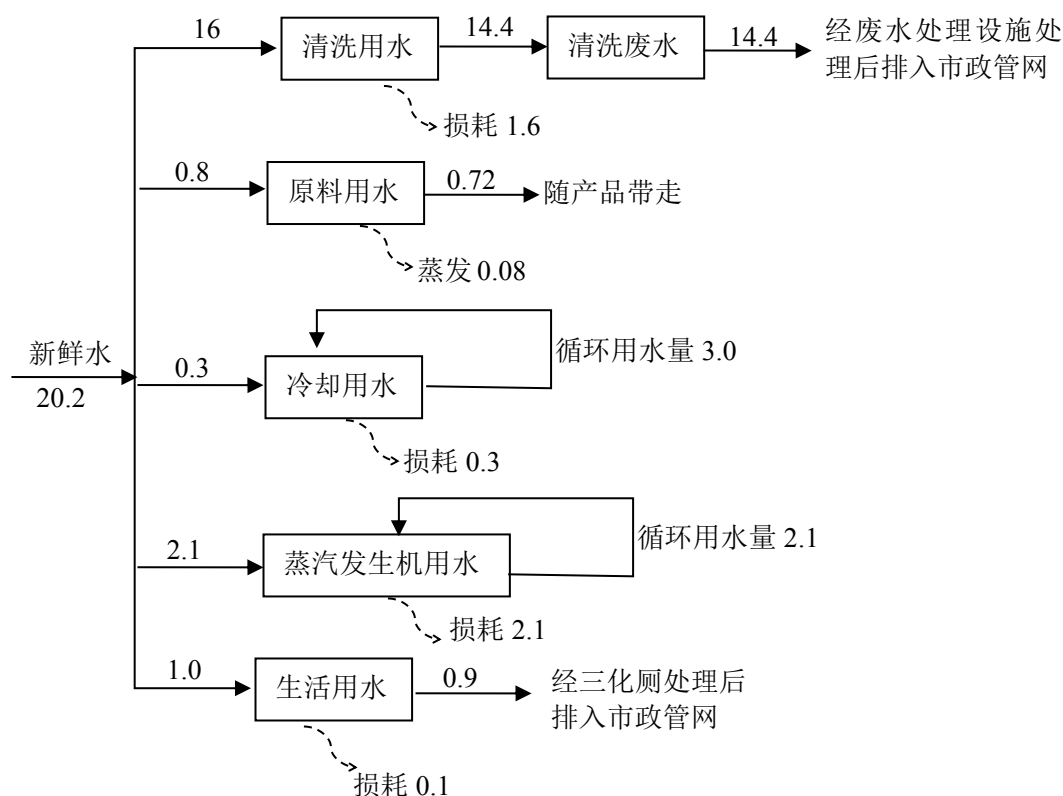 16
清洗用水
14.4
清洗废水
14.4
经废水处理设施处
理后排入市政管网
损耗 1.6
0.8
原料用水
0.72
随产品带走
蒸发 0.08
新鲜水
20.2
0.3
冷却用水
循环用水量 3.0
损耗 0.3
2.1
蒸汽发生机用水
循环用水量 2.1
损耗 2.1
1.0
生活用水
0.9
经三化厕处理后
排入市政管网
损耗 0.1